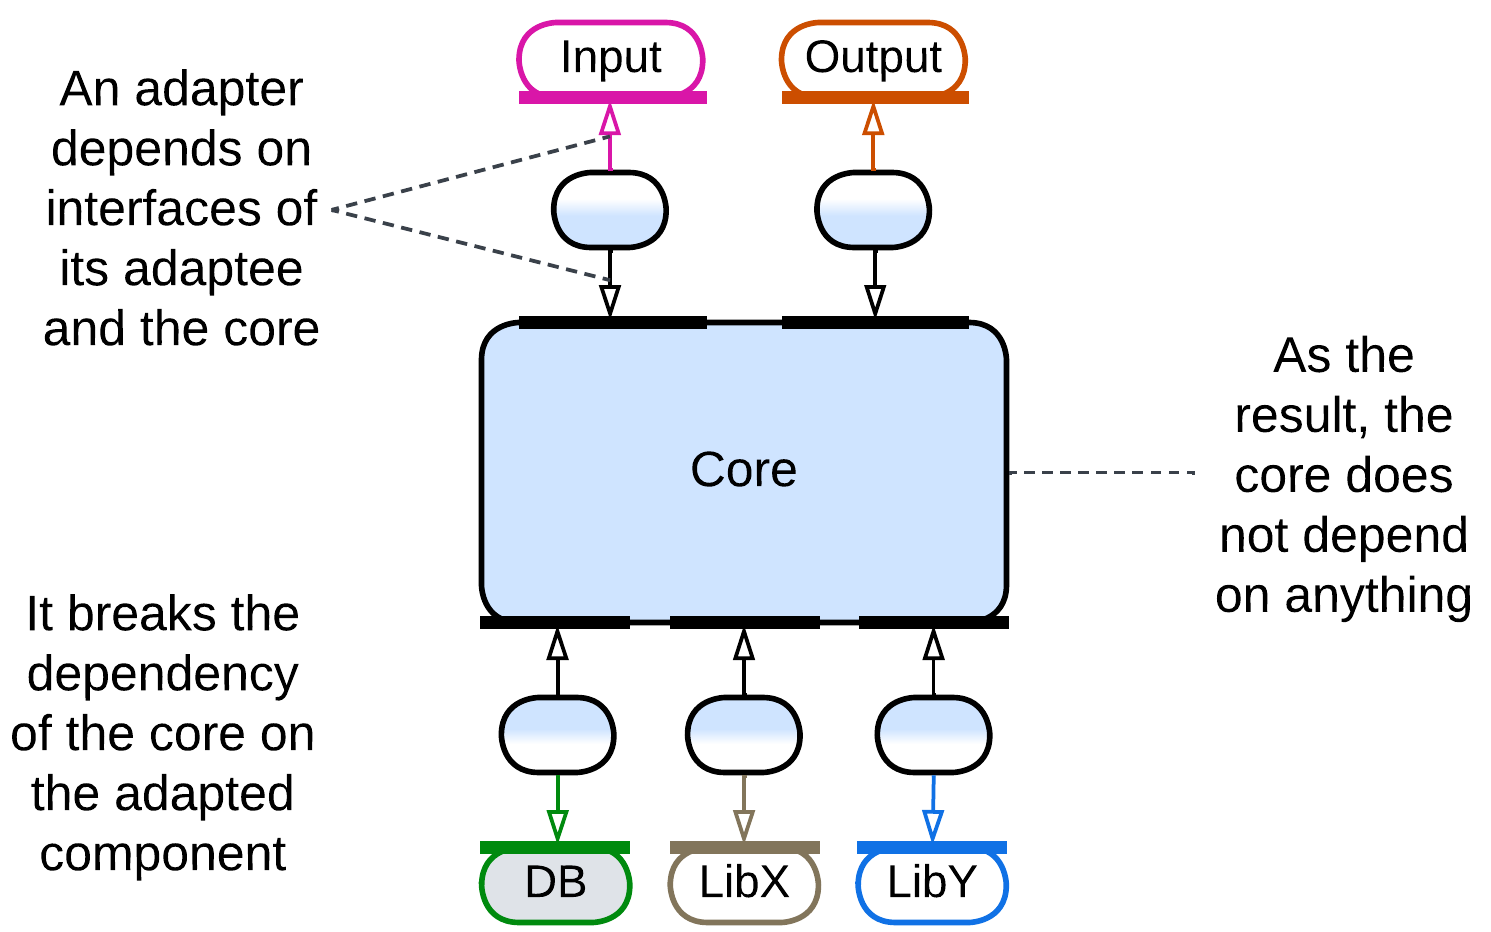 Input
Output
An adapter
depends on
interfaces of
its adaptee
and the core
As the
result, the
core does
not depend
on anything
Core
It breaks the
dependency
of the core on
the adapted
component
DB
LibX
LibY